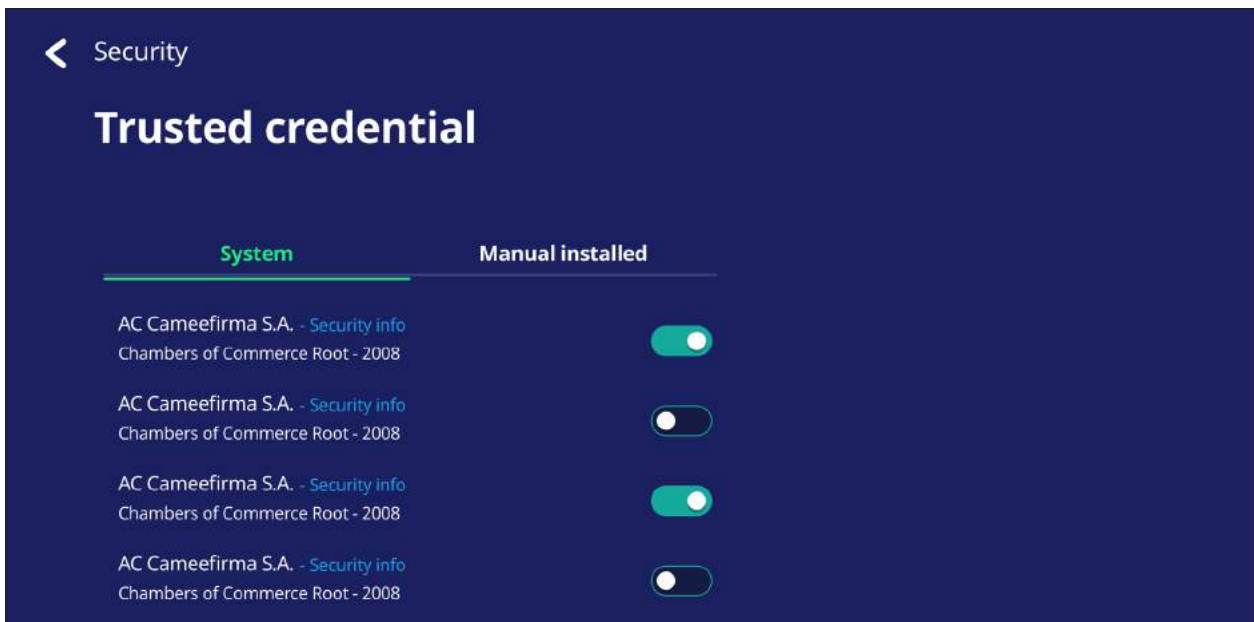 Security
Trusted credential
System Manual installed
AC Cameefirma S.A. - Security info
Chambers of Commerce Root - 2008
AC Cameefirma S.A. - Security info
Chambers of Commerce Root - 2008
AC Cameefirma S.A. - Security info
Chambers of Commerce Root - 2008
AC Cameefirma S.A. - Security info
Chambers of Commerce Root - 2008